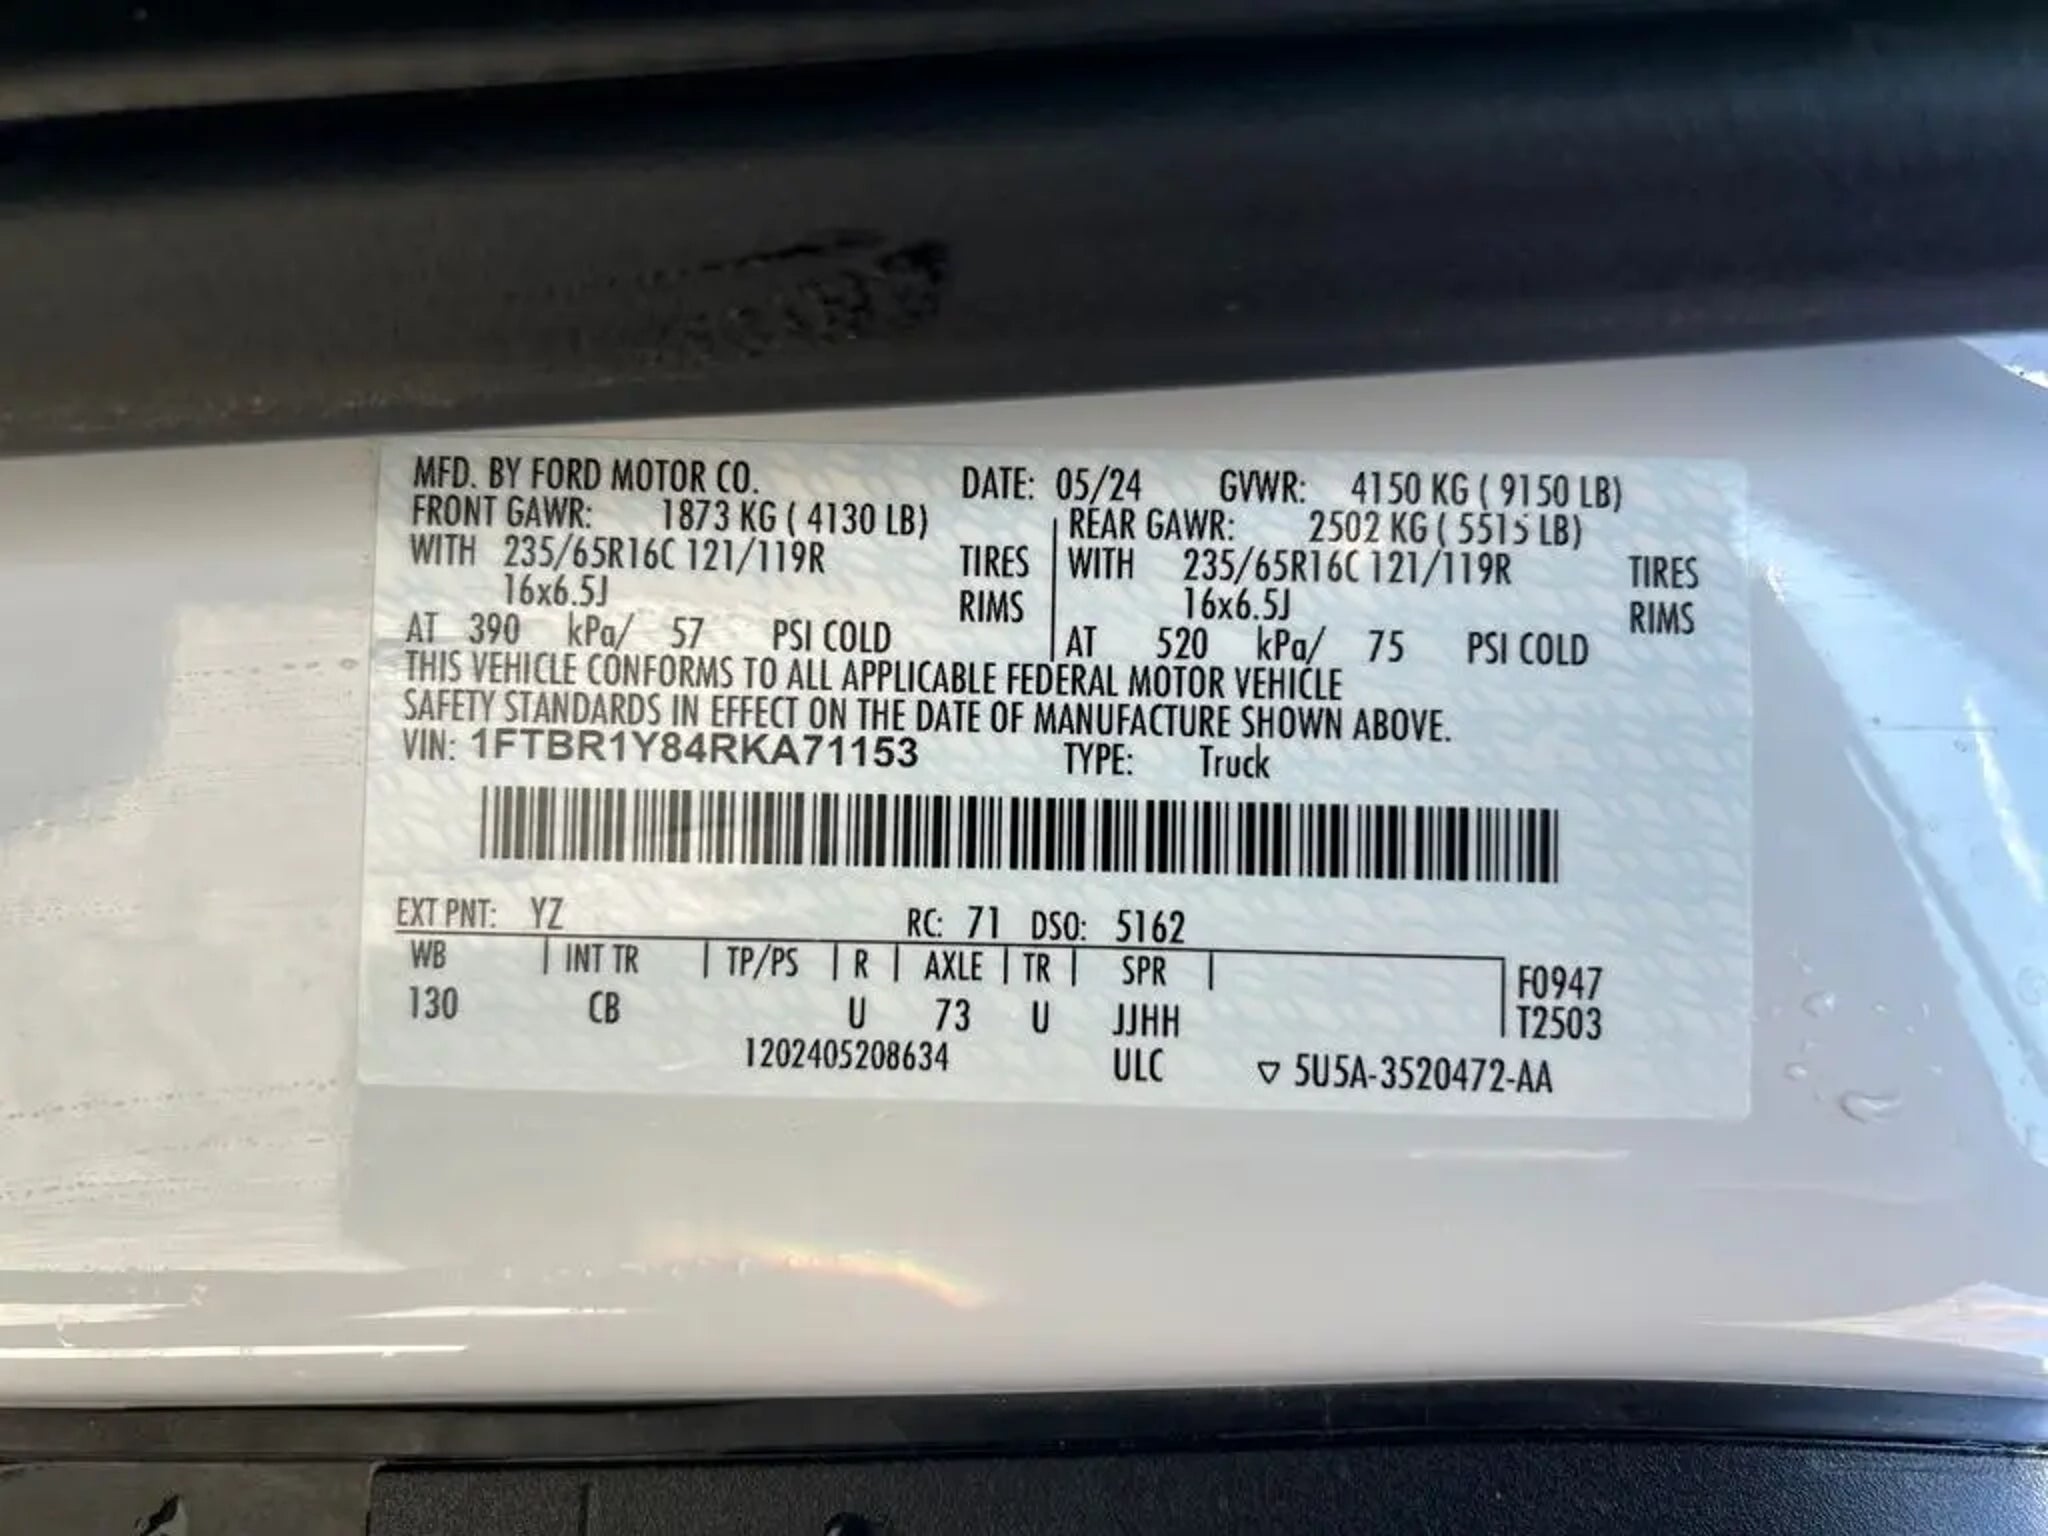 MFD. BY FORD MOTOR CO. DATE: 05/24 GVWR: 4150 KG ( 9150 LB)
FRONT GAWR: 1873 KG ( 4130 LB) REAR GAWR: 2502 KG ( 5515 LB)
WITH 235/65R16C 121/119R TIRES WITH 235/65R16C 121/119R TIRES
16x6.5J RIMS 16x6.5J RIMS
AT 390 kPa/ 57 PSI COLD AT 520 kPa/ 75 PSI COLD
THIS VEHICLE CONFORMS TO ALL APPLICABLE FEDERAL MOTOR VEHICLE
SAFETY STANDARDS IN EFFECT ON THE DATE OF MANUFACTURE SHOWN ABOVE.
VIN: 1FTBR1Y84RKA71153 TYPE: Truck
EXT PNT: YZ RC: 71 DSO: 5162
WB INT TR TP/PS R AXLE TR SPR F0947
130 CB U 73 U JJHH T2503
1202405208634 ULC ▽ 5U5A-3520472-AA